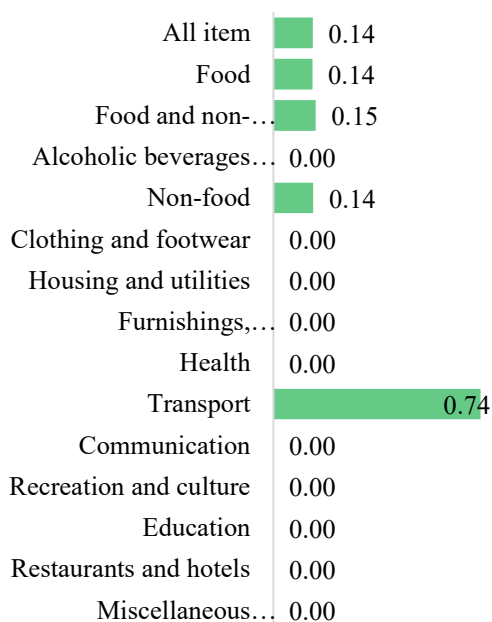 All item 0.14
Food 0.14
Food and non-… 0.15
Alcoholic beverages… 0.00
Non-food 0.14
Clothing and footwear 0.00
Housing and utilities 0.00
Furnishings,… 0.00
Health 0.00
Transport 0.74
Communication 0.00
Recreation and culture 0.00
Education 0.00
Restaurants and hotels 0.00
Miscellaneous… 0.00